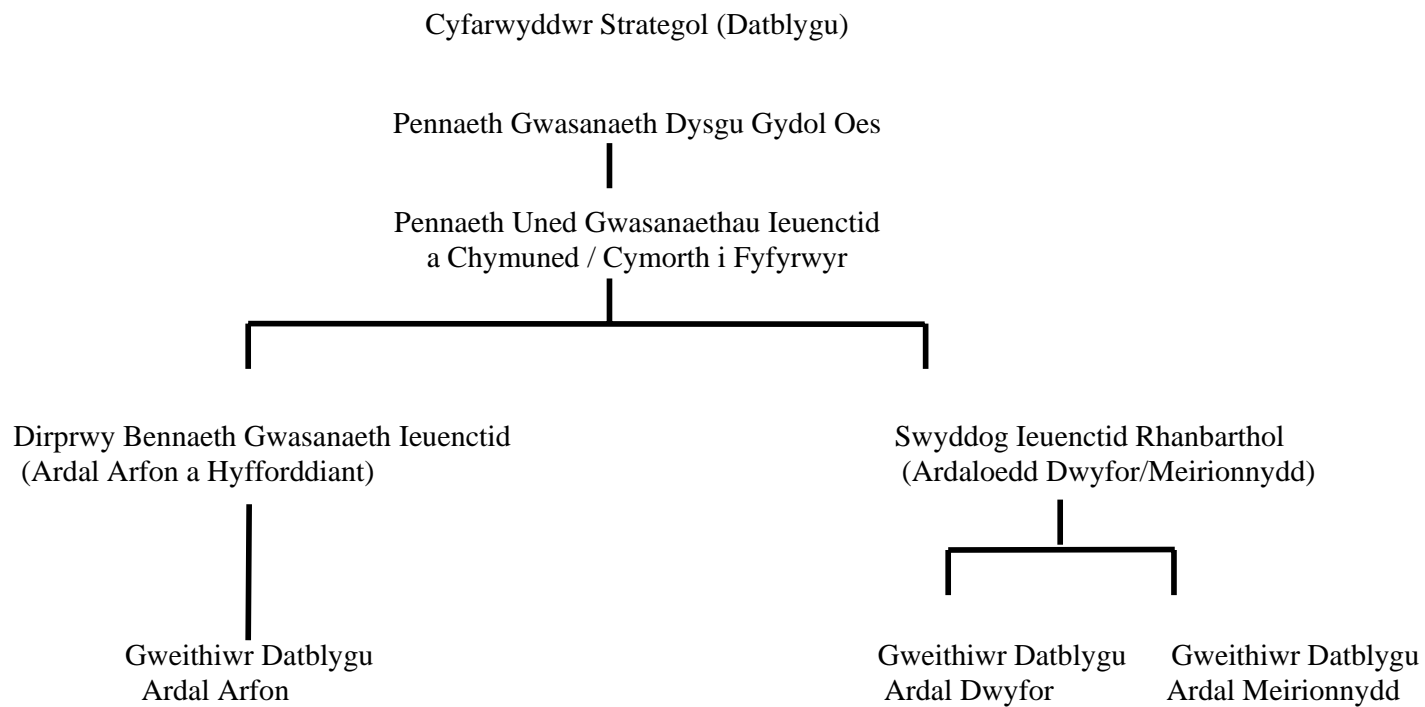 Cyfarwyddwr Strategol (Datblygu)
Pennaeth Gwasanaeth Dysgu Gydol Oes
Pennaeth Uned Gwasanaethau Ieuenctid
a Chymuned / Cymorth i Fyfyrwyr
Dirprwy Bennaeth Gwasanaeth Ieuenctid
(Ardal Arfon a Hyfforddiant)
Swyddog Ieuenctid Rhanbarthol
(Ardaloedd Dwyfor/Meirionnydd)
Gweithiwr Datblygu
Ardal Arfon
Gweithiwr Datblygu
Ardal Dwyfor
Gweithiwr Datblygu
Ardal Meirionnydd